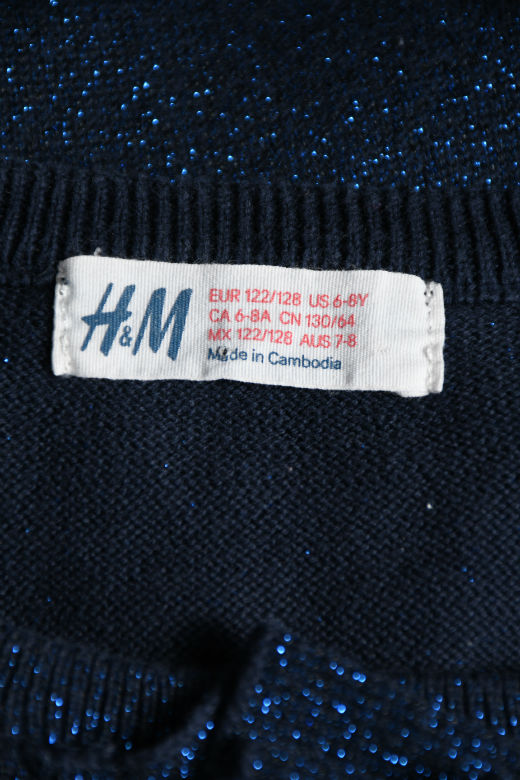 H&M
EUR 122/128 US 6-8Y
CA 6-8A CN 130/64
MX 122/128 AUS 7-8
Made in Cambodia